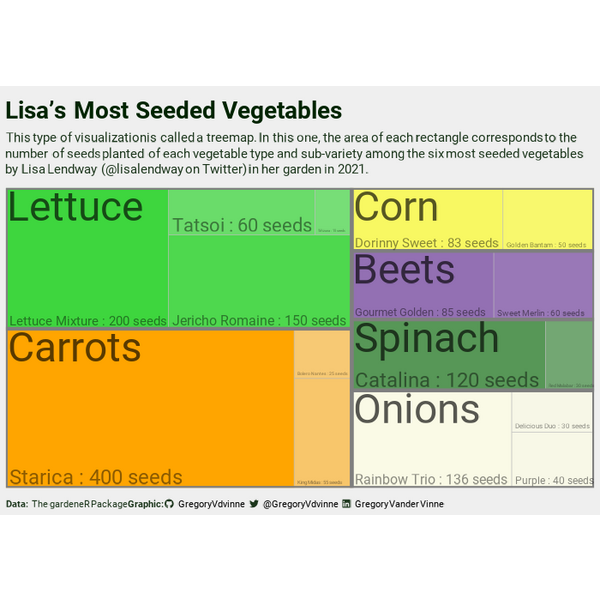 Lisa's Most Seeded Vegetables
This type of visualization is called a treemap. In this one, the area of each rectangle corresponds to the
number of seeds planted of each vegetable type and sub-variety among the six most seeded vegetables
by Lisa Lendway (@lisalendway on Twitter) in her garden in 2021.
Lettuce
Tatsoi : 60 seeds
Lettuce Mixture : 200 seeds
Jericho Romaine : 150 seeds
Carrots
Starica : 400 seeds
King Midas : 50 seeds
Corn
Dorinny Sweet : 83 seeds
Golden Bantam : 50 seeds
Beets
Gourmet Golden : 85 seeds
Sweet Merlin : 60 seeds
Spinach
Catalina : 120 seeds
Onions
Delicious Duo : 30 seeds
Rainbow Trio : 136 seeds
Purple : 40 seeds
Data: The gardeneR Package Graphic: GregoryVdvinne @GregoryVdvinne GregoryVanderVinne